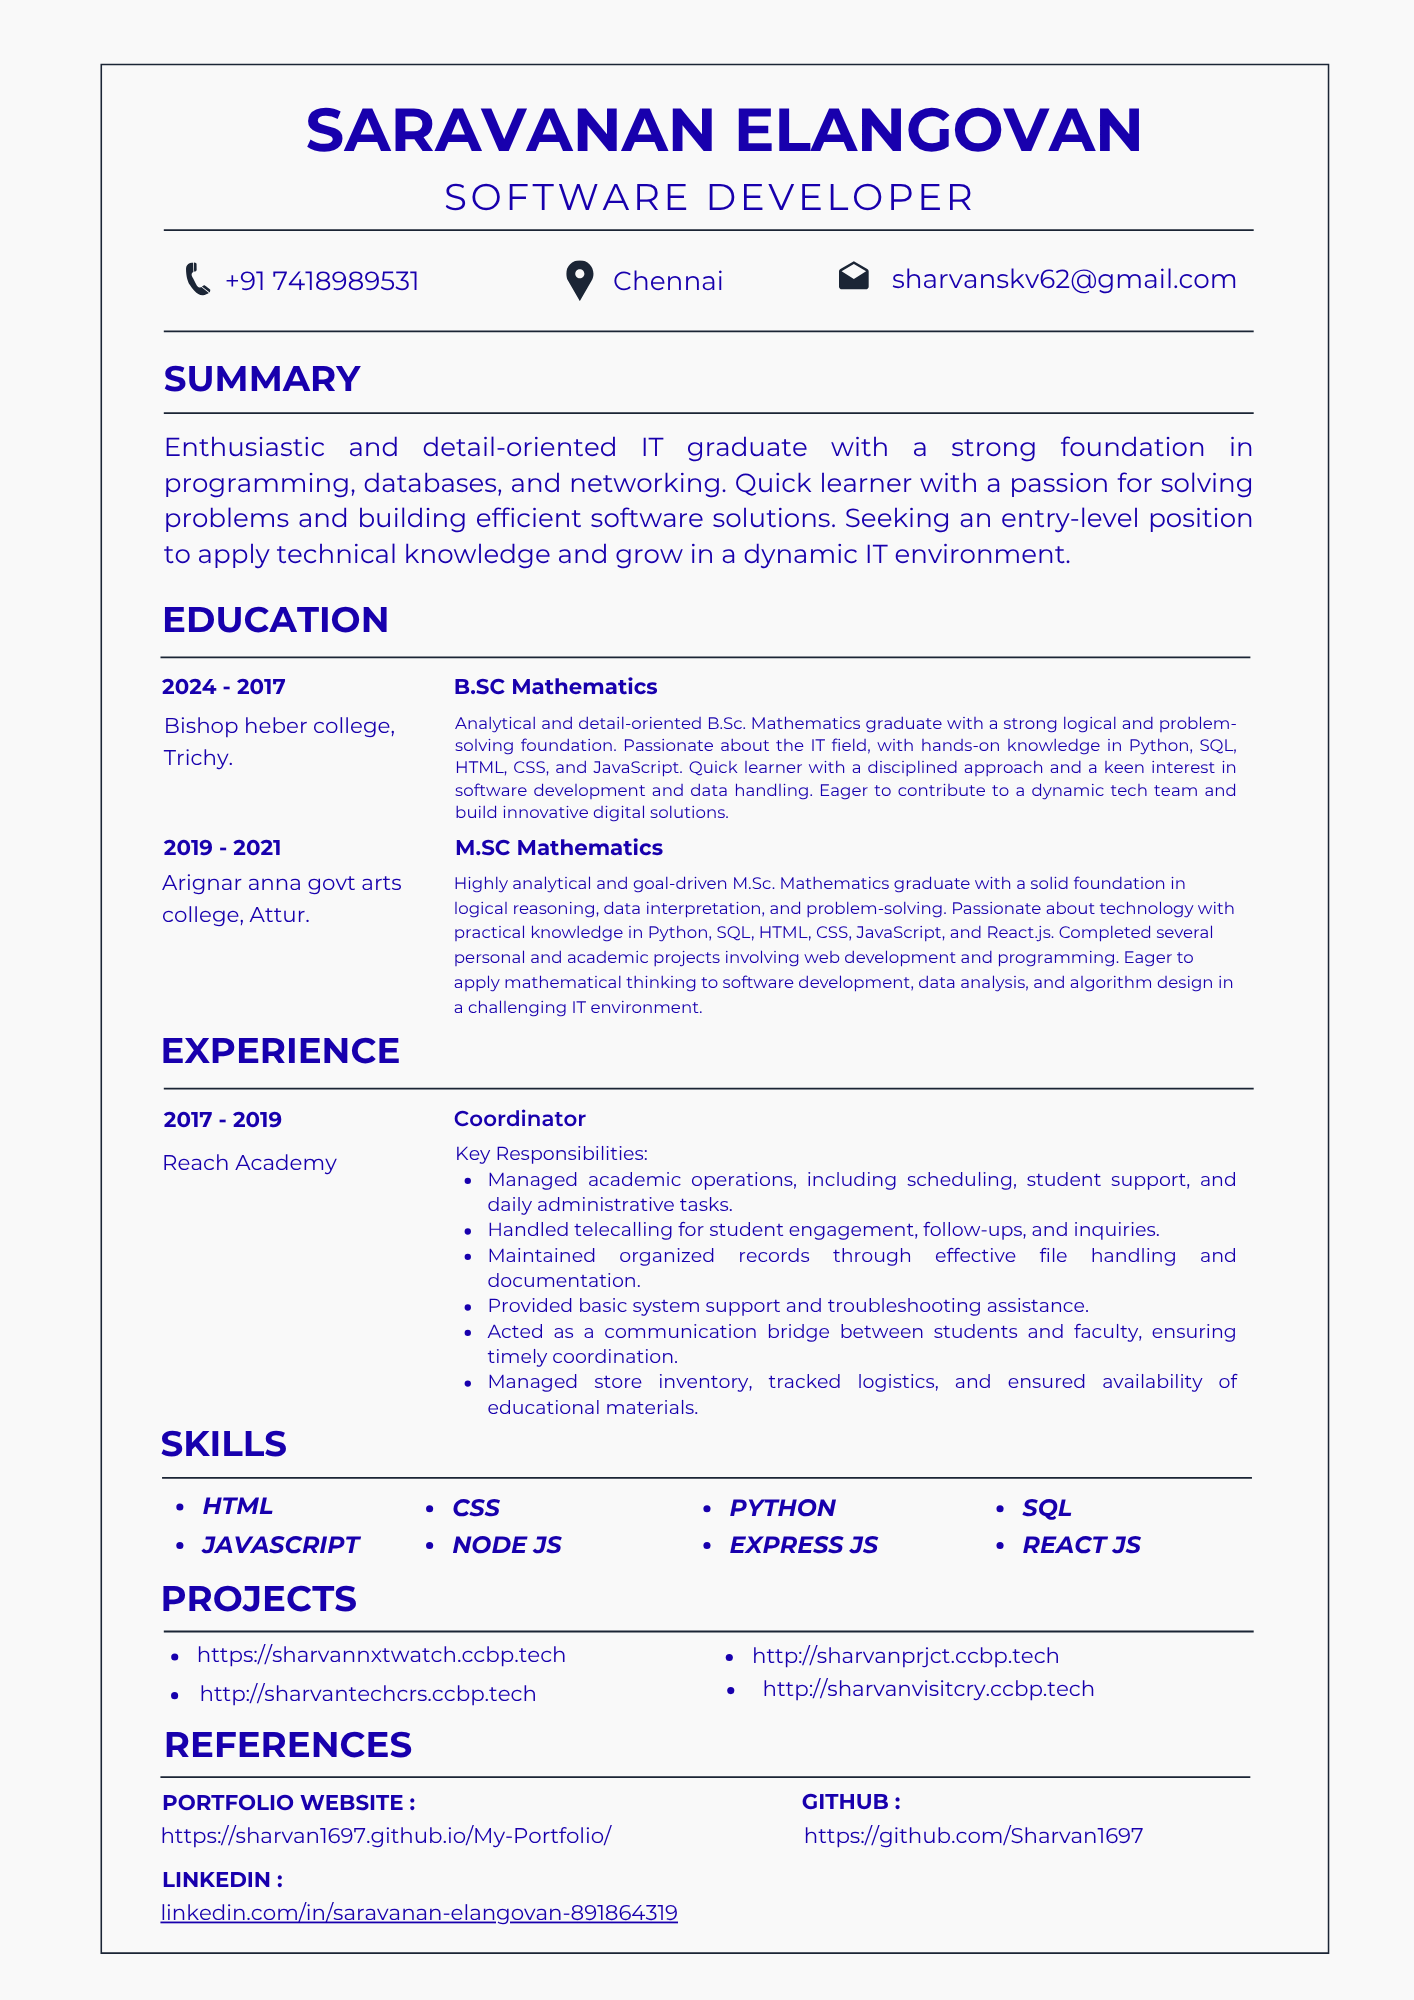 SARAVANAN ELANGOVAN
SOFTWARE DEVELOPER
+91 7418989531
Chennai
sharvanskv62@gmail.com
SUMMARY
Enthusiastic and detail-oriented IT graduate with a strong foundation in
programming, databases, and networking. Quick learner with a passion for solving
problems and building efficient software solutions. Seeking an entry-level position
to apply technical knowledge and grow in a dynamic IT environment.
EDUCATION
2024 - 2017
Bishop heber college,
Trichy.
B.SC Mathematics
Analytical and detail-oriented B.Sc. Mathematics graduate with a strong logical and problem-
solving foundation. Passionate about the IT field, with hands-on knowledge in Python, SQL,
HTML, CSS, and JavaScript. Quick learner with a disciplined approach and a keen interest in
software development and data handling. Eager to contribute to a dynamic tech team and
build innovative digital solutions.
2019 - 2021
Arignar anna govt arts
college, Attur.
M.SC Mathematics
Highly analytical and goal-driven M.Sc. Mathematics graduate with a solid foundation in
logical reasoning, data interpretation, and problem-solving. Passionate about technology with
practical knowledge in Python, SQL, HTML, CSS, JavaScript, and React.js. Completed several
personal and academic projects involving web development and programming. Eager to
apply mathematical thinking to software development, data analysis, and algorithm design in
a challenging IT environment.
EXPERIENCE
2017 - 2019
Reach Academy
Coordinator
Key Responsibilities:
• Managed academic operations, including scheduling, student support, and
daily administrative tasks.
• Handled telecalling for student engagement, follow-ups, and inquiries.
• Maintained organized records through effective file handling and
documentation.
• Provided basic system support and troubleshooting assistance.
• Acted as a communication bridge between students and faculty, ensuring
timely coordination.
• Managed store inventory, tracked logistics, and ensured availability of
educational materials.
SKILLS
• HTML
• CSS
• PYTHON
• SQL
• JAVASCRIPT
• NODE JS
• EXPRESS JS
• REACT JS
PROJECTS
• https://sharvannxtwatch.ccbp.tech
• http://sharvanprjct.ccbp.tech
• http://sharvantechcrs.ccbp.tech
• http://sharvanvisitcry.ccbp.tech
REFERENCES
PORTFOLIO WEBSITE :
https://sharvan1697.github.io/My-Portfolio/
GITHUB :
https://github.com/Sharvan1697
LINKEDIN :
linkedin.com/in/saravanan-elangovan-891864319